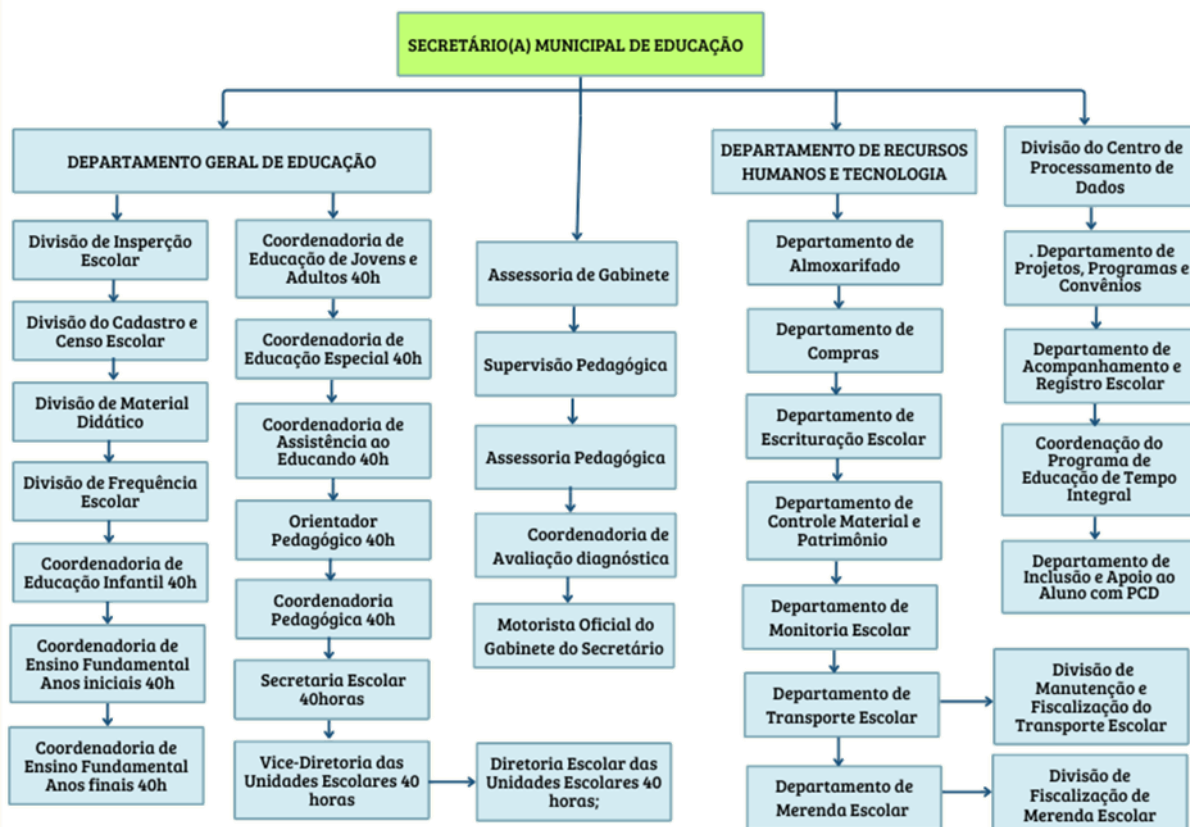 SECRETÁRIO(A) MUNICIPAL DE EDUCAÇÃO
DEPARTAMENTO GERAL DE EDUCAÇÃO
Divisão de Insperção
Escolar
Divisão do Cadastro e
Censo Escolar
Divisão de Material
Didático
Divisão de Frequência
Escolar
Coordenadoria de
Educação Infantil 40h
Coordenadoria de
Ensino Fundamental
Anos iniciais 40h
Coordenadoria de
Ensino Fundamental
Anos finais 40h
Coordenadoria de
Educação de Jovens e
Adultos 40h
Coordenadoria de
Educação Especial 40h
Coordenadoria de
Assistência ao
Educando 40h
Orientador
Pedagógico 40h
Coordenadoria
Pedagógica 40h
Secretaria Escolar
40horas
Vice-Diretoria das
Unidades Escolares 40
horas
Diretoria Escolar das
Unidades Escolares 40
horas;
Assessoria de Gabinete
Supervisão Pedagógica
Assessoria Pedagógica
Coordenadoria de
Avaliação diagnóstica
Motorista Oficial do
Gabinete do Secretário
DEPARTAMENTO DE RECURSOS
HUMANOS E TECNOLOGIA
Departamento de
Almoxarifado
Departamento de
Compras
Departamento de
Escrituração Escolar
Departamento de
Controle Material e
Patrimônio
Departamento de
Monitoria Escolar
Departamento de
Transporte Escolar
Divisão de
Manutenção e
Fiscalização do
Transporte Escolar
Departamento de
Merenda Escolar
Divisão de
Fiscalização de
Merenda Escolar
Divisão do Centro de
Processamento de
Dados
. Departamento de
Projetos, Programas e
Convênios
Departamento de
Acompanhamento e
Registro Escolar
Coordenação do
Programa de
Educação de Tempo
Integral
Departamento de
Inclusão e Apoio ao
Aluno com PCD